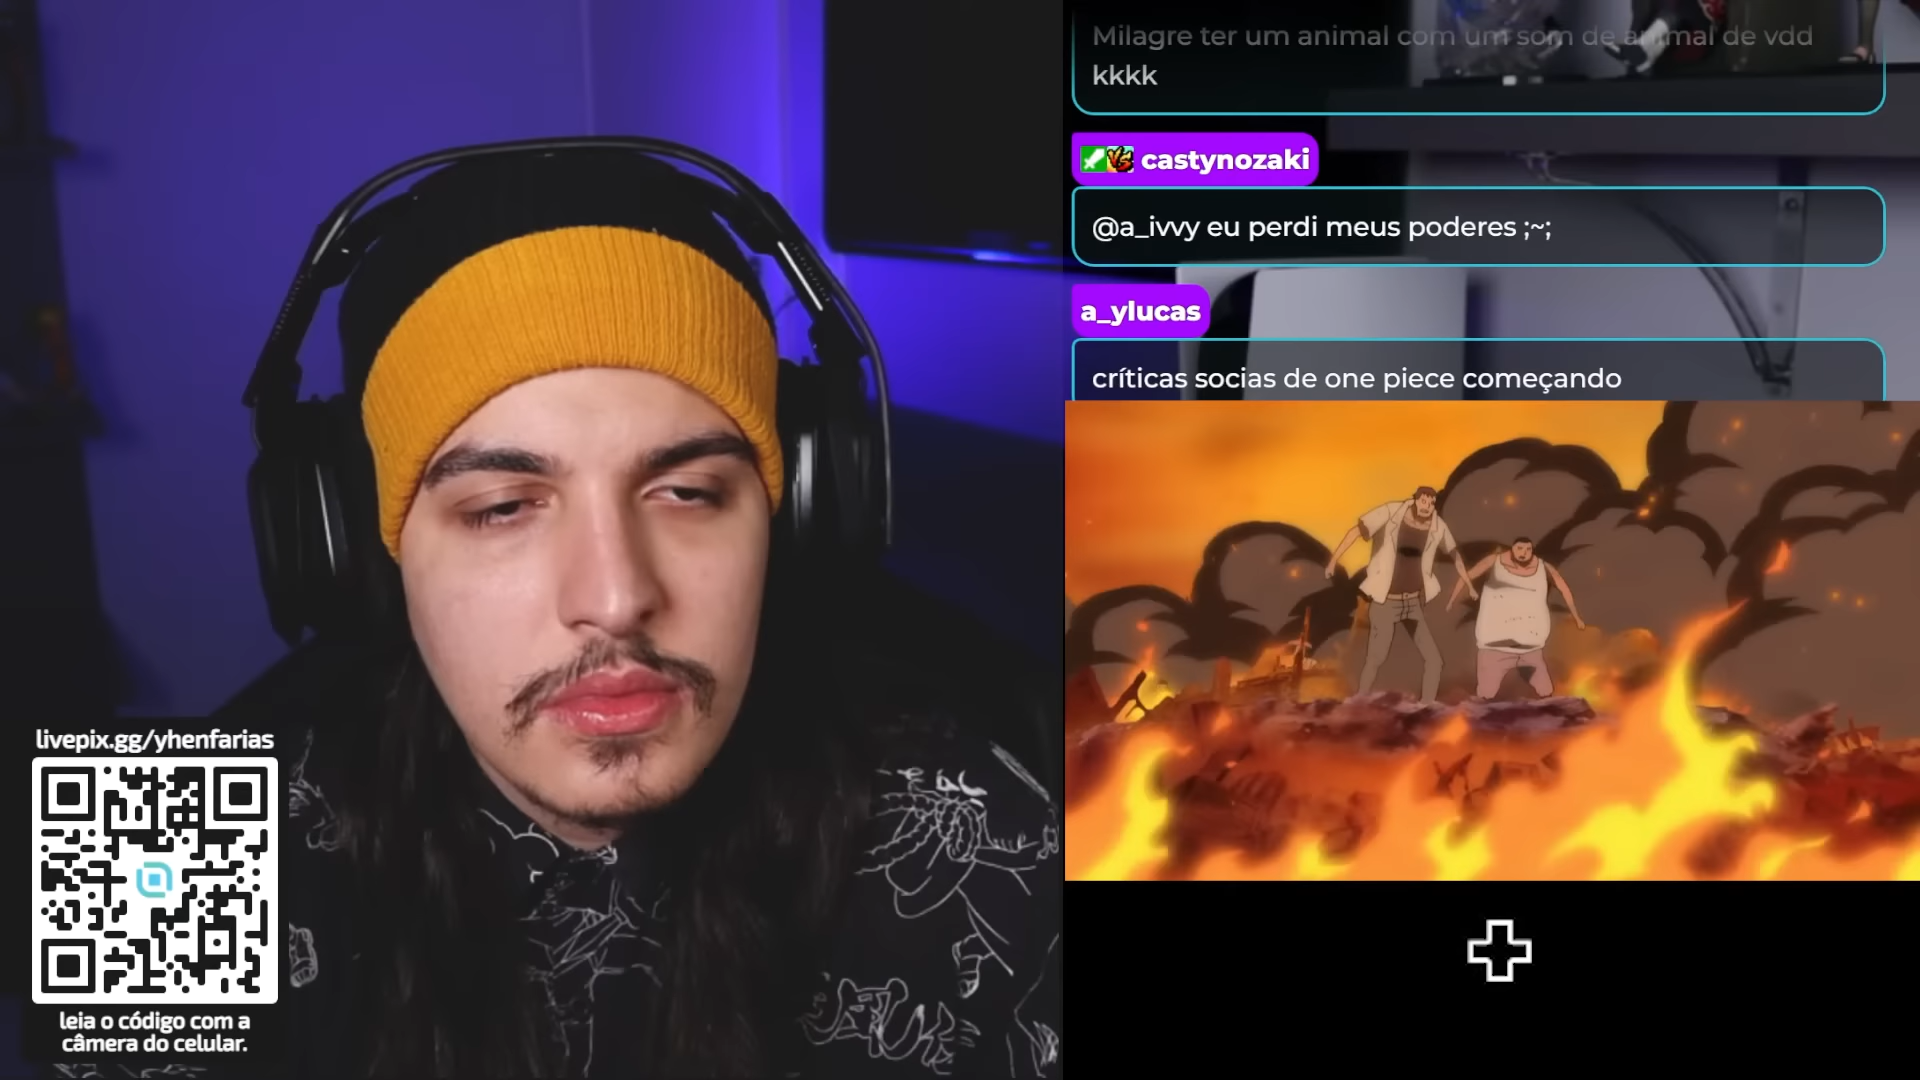 Milagre ter um animal com um som de animal de vdd
kkkk
castynozaki
@a_ivvy eu perdi meus poderes ;~;
a_ylucas
críticas socias de one piece começando
livepix.gg/yhenfarias
leia o código com a
câmera do celular.